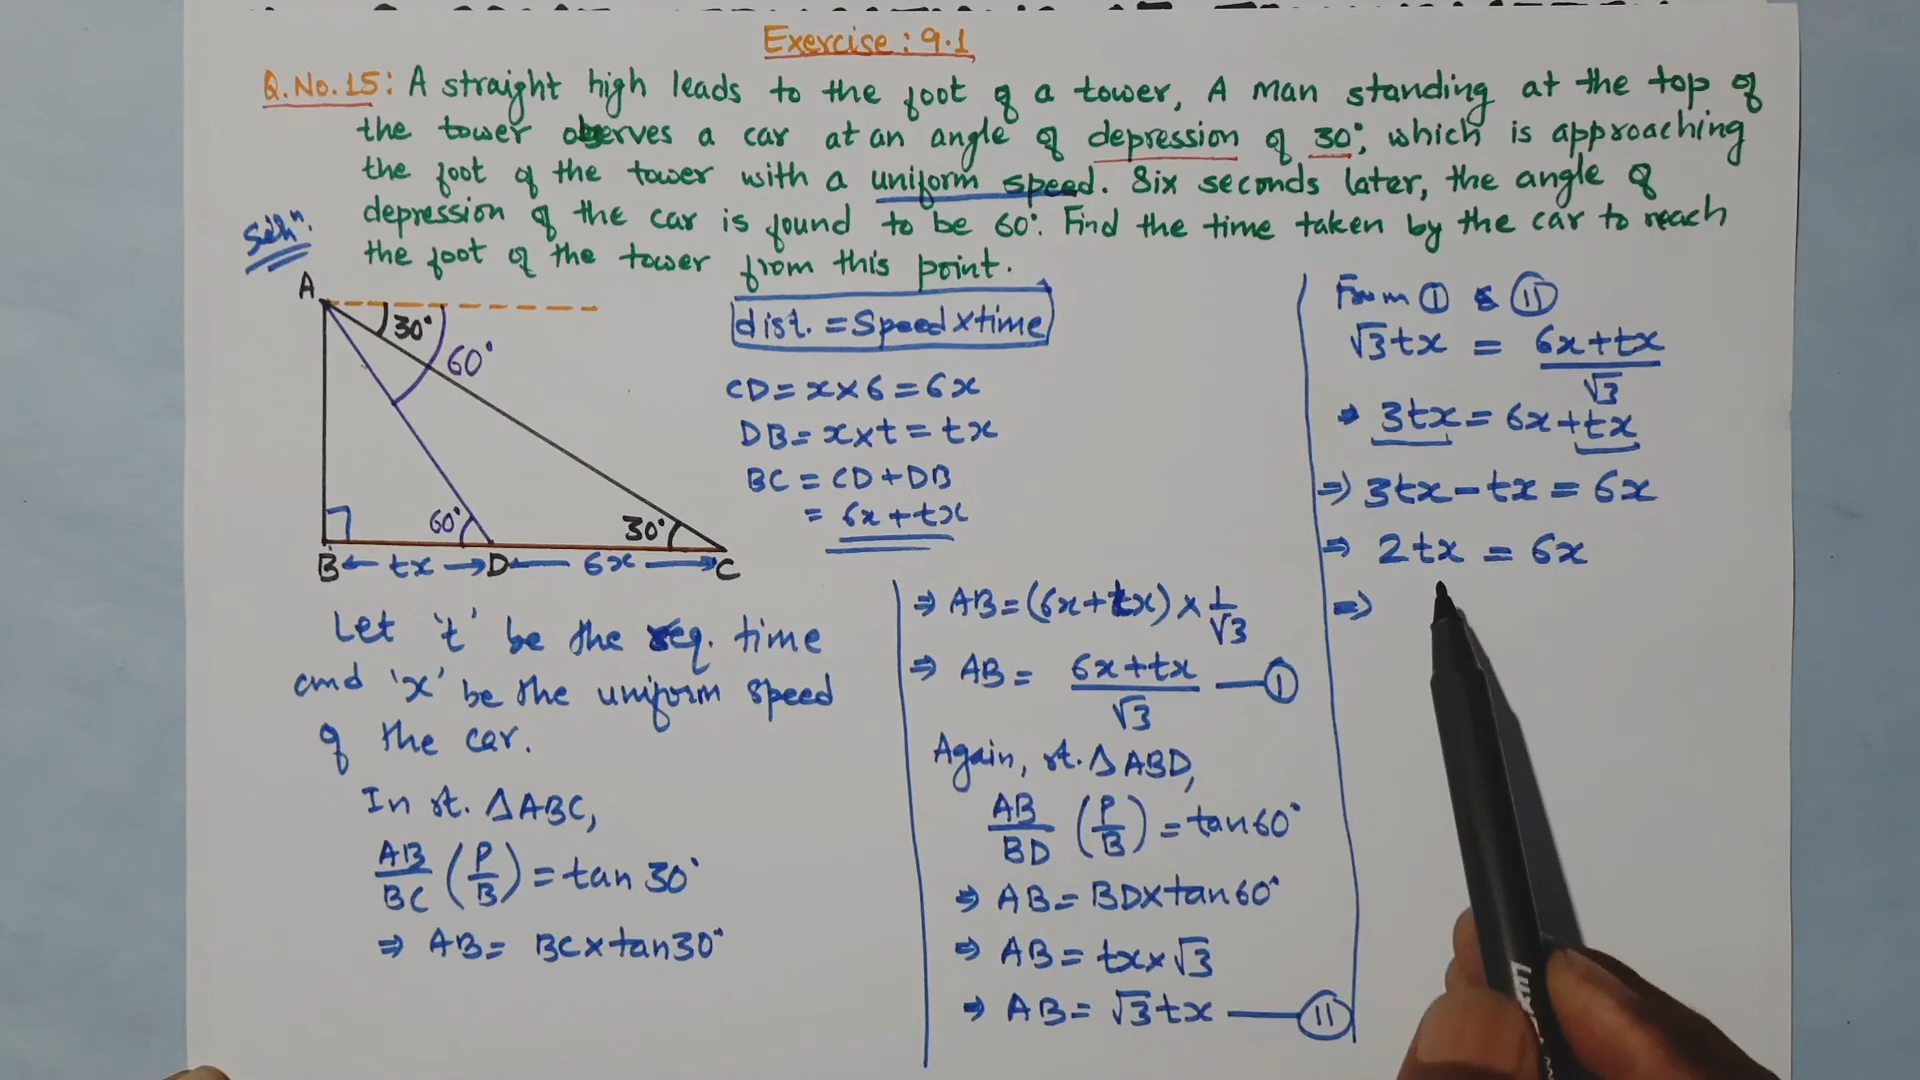 Exercise: 9.1
Q.No.15: A straight high leads to the foot of a tower, A man standing at the top of
the tower observes a car at an angle of depression of 30°, which is approaching
the foot of the tower with a uniform speed. Six seconds later, the angle of
depression of the car is found to be 60°. Find the time taken by the car to reach
the foot of the tower from this point.
Solⁿ:
A
30°
60°
60°
30°
B tx D 6x C
Let 't' be the req. time
and 'x' be the uniform speed
of the car.
In rt. ΔABC,
AB/BC (P/B) = tan 30°
⇒ AB = BC×tan30°
dist. = Speed×time
CD = x×6 = 6x
DB = x×t = tx
BC = CD+DB
= 6x+tx
⇒ AB = (6x+tx) × 1/√3
⇒ AB = 6x+tx/√3 — I
Again, rt. ΔABD,
AB/BD (P/B) = tan60°
⇒ AB = BD×tan60°
⇒ AB = tx×√3
⇒ AB = √3tx — II
From I & II
√3tx = 6x+tx/√3
⇒ 3tx = 6x+tx
⇒ 3tx-tx = 6x
⇒ 2tx = 6x
⇒